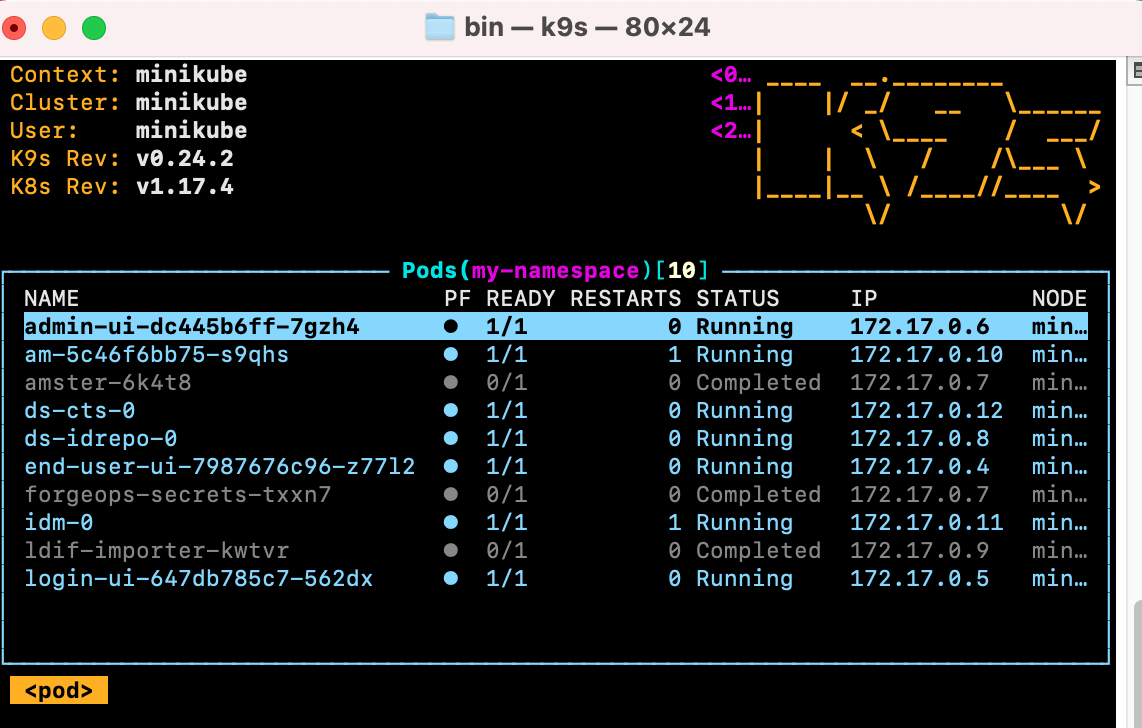 bin — k9s — 80×24
Context: minikube <0…
Cluster: minikube <1…
User: minikube <2…
K9s Rev: v0.24.2
K8s Rev: v1.17.4
Pods(my-namespace)[10]
NAME PF READY RESTARTS STATUS IP NODE
admin-ui-dc445b6ff-7gzh4 ● 1/1 0 Running 172.17.0.6 min…
am-5c46f6bb75-s9qhs ● 1/1 1 Running 172.17.0.10 min…
amster-6k4t8 ● 0/1 0 Completed 172.17.0.7 min…
ds-cts-0 ● 1/1 0 Running 172.17.0.12 min…
ds-idrepo-0 ● 1/1 0 Running 172.17.0.8 min…
end-user-ui-7987676c96-z77l2 ● 1/1 0 Running 172.17.0.4 min…
forgeops-secrets-txxn7 ● 0/1 0 Completed 172.17.0.7 min…
idm-0 ● 1/1 1 Running 172.17.0.11 min…
ldif-importer-kwtvr ● 0/1 0 Completed 172.17.0.9 min…
login-ui-647db785c7-562dx ● 1/1 0 Running 172.17.0.5 min…
<pod>